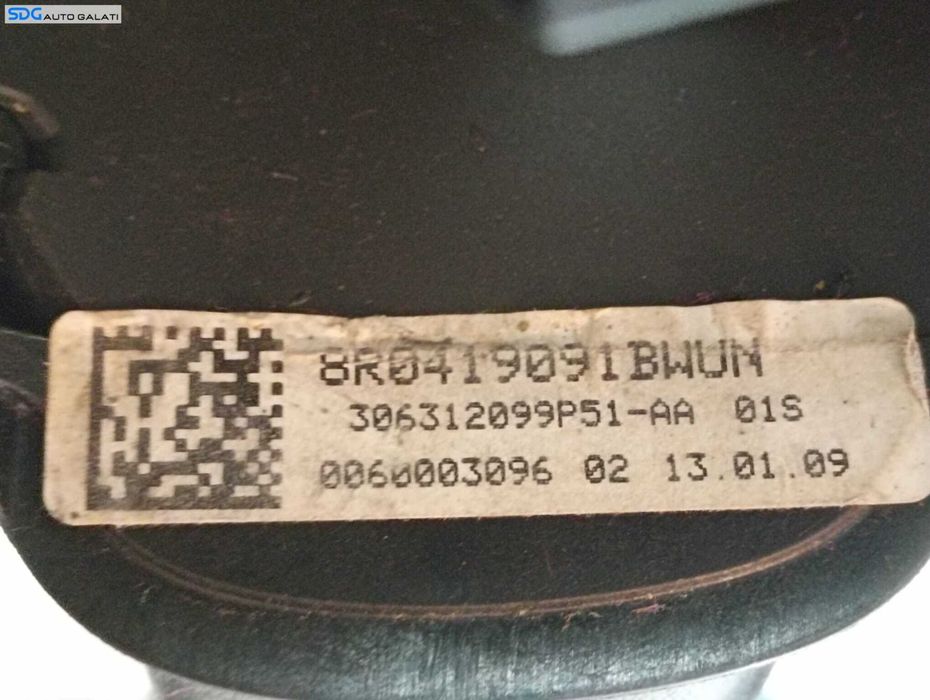 SDG AUTO GALATI
8R0419091BWUN
306312099P51-AA 01S
0060003096 02 13.01.09